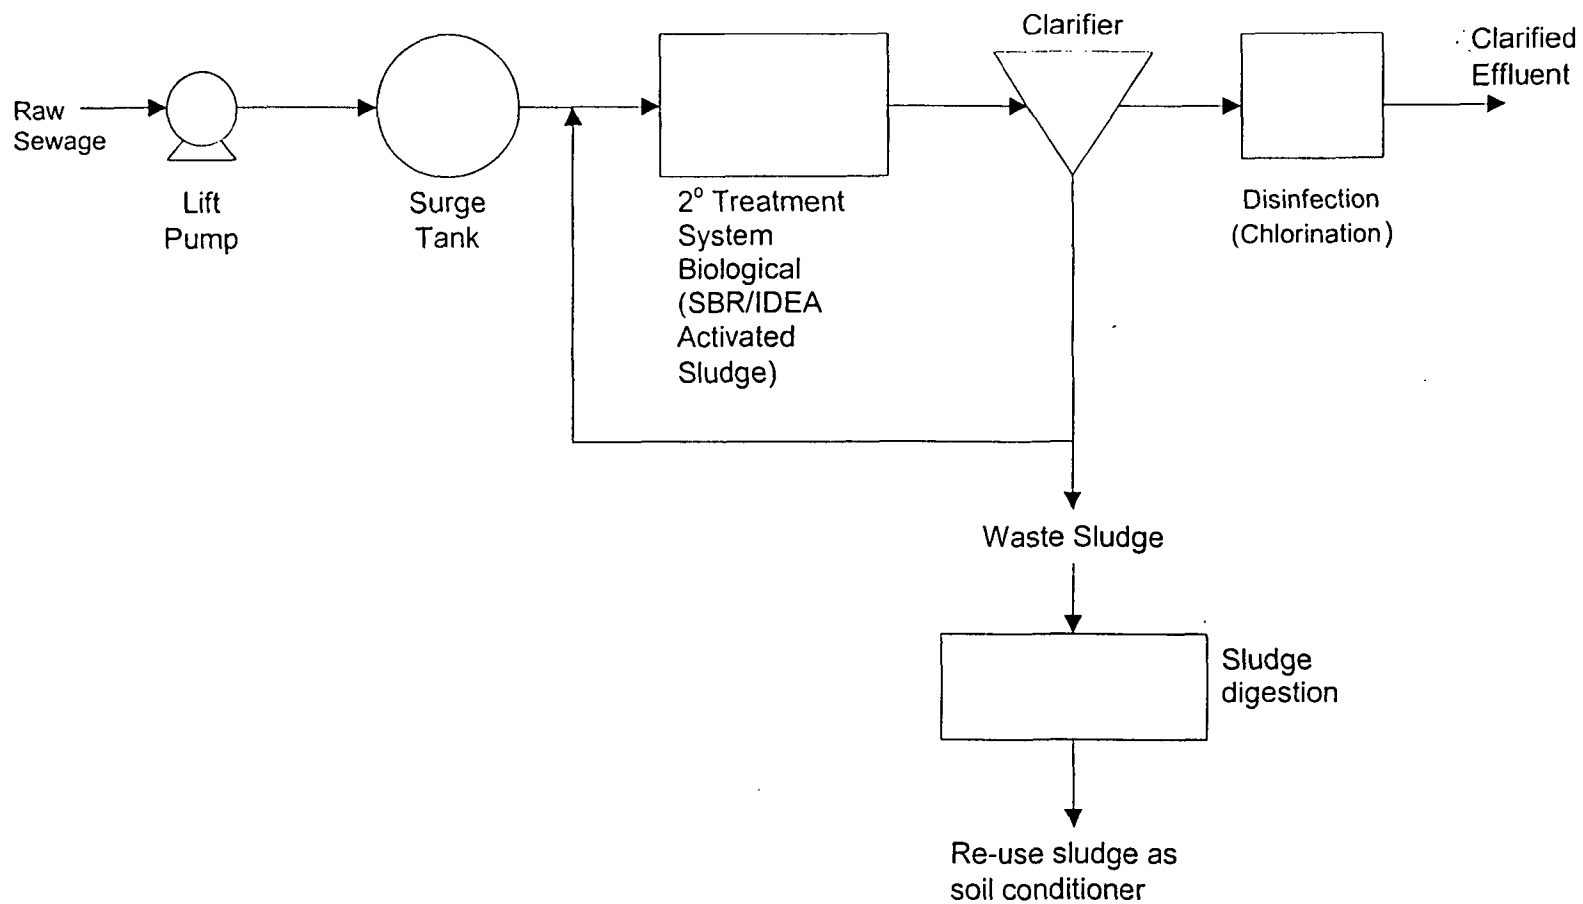 Clarifier
Clarified
Effluent
Raw
Sewage
Lift
Pump
Surge
Tank
2° Treatment
System
Biological
(SBR/IDEA
Activated
Sludge)
Disinfection
(Chlorination)
Waste Sludge
Sludge
digestion
Re-use sludge as
soil conditioner